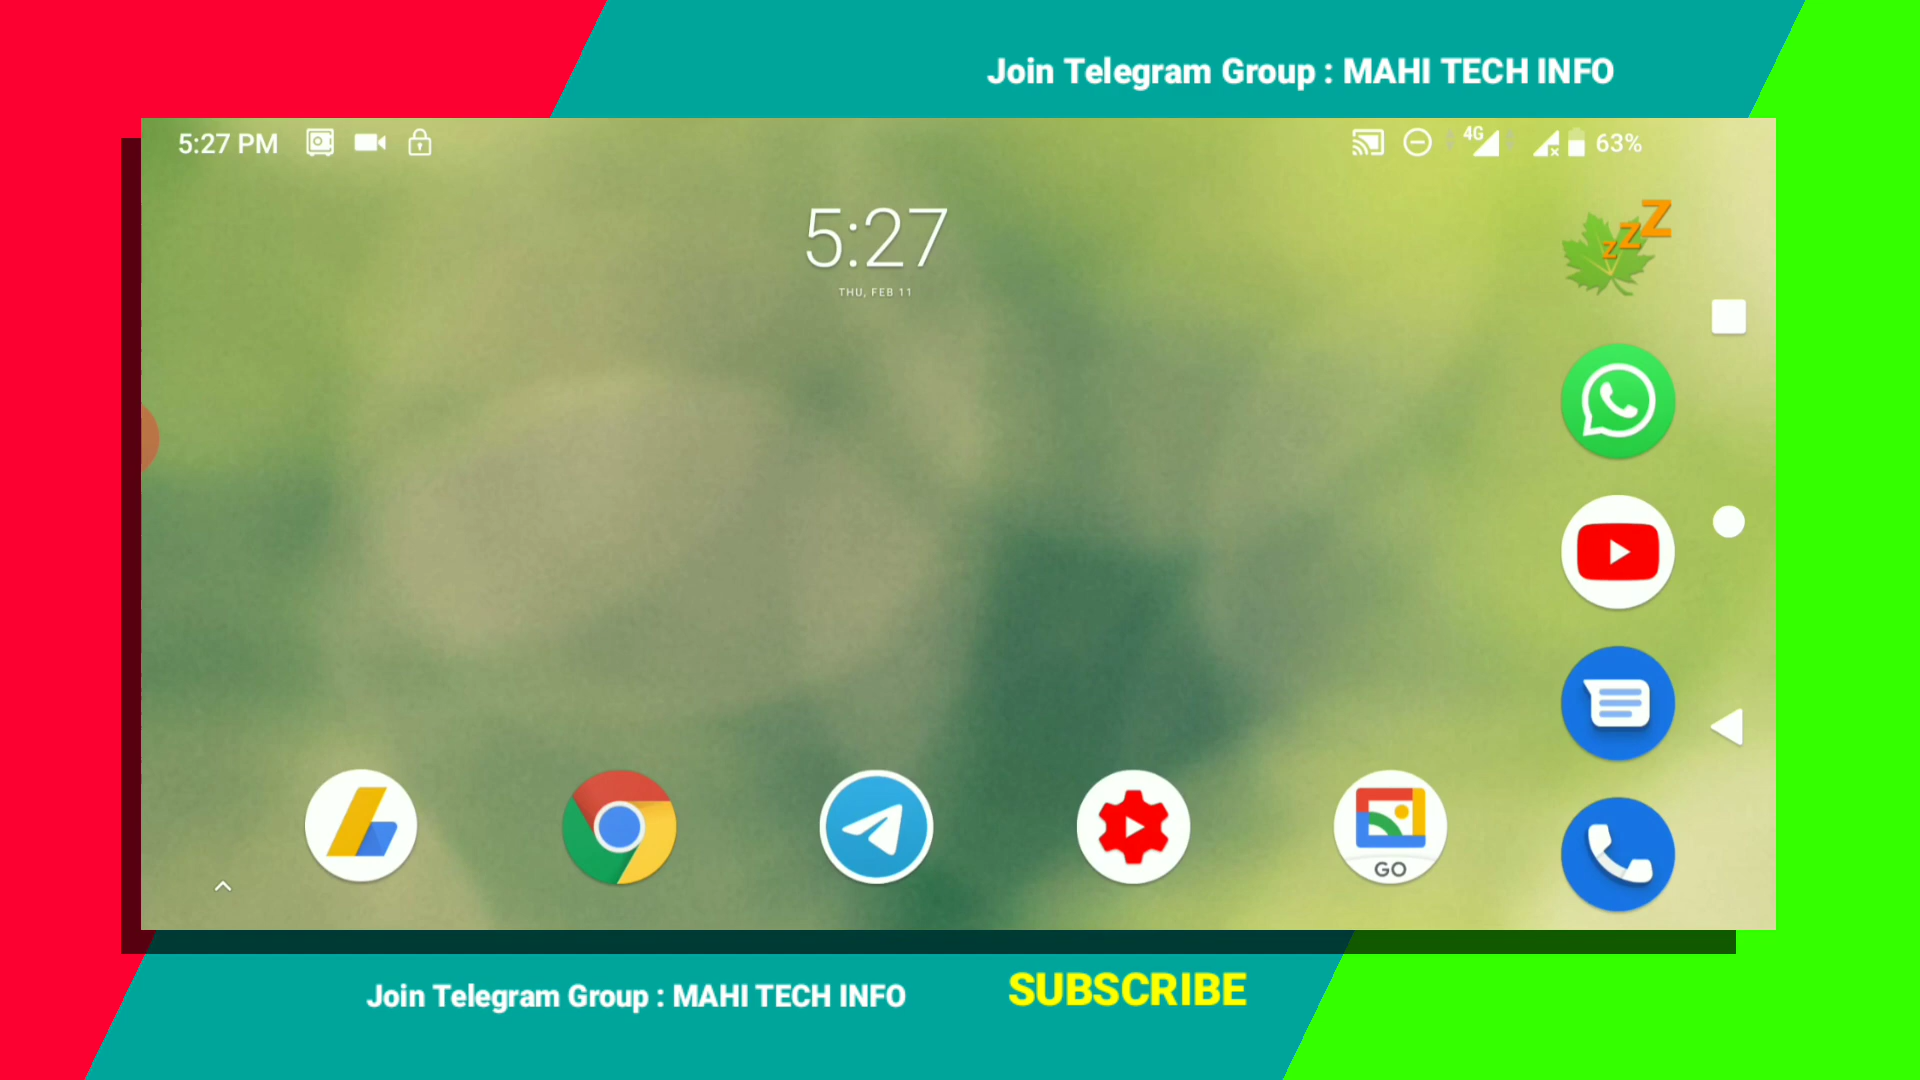 Join Telegram Group : MAHI TECH INFO
5:27 PM
4G
63%
5:27
THU, FEB 11
zzZ
GO
Join Telegram Group : MAHI TECH INFO
SUBSCRIBE